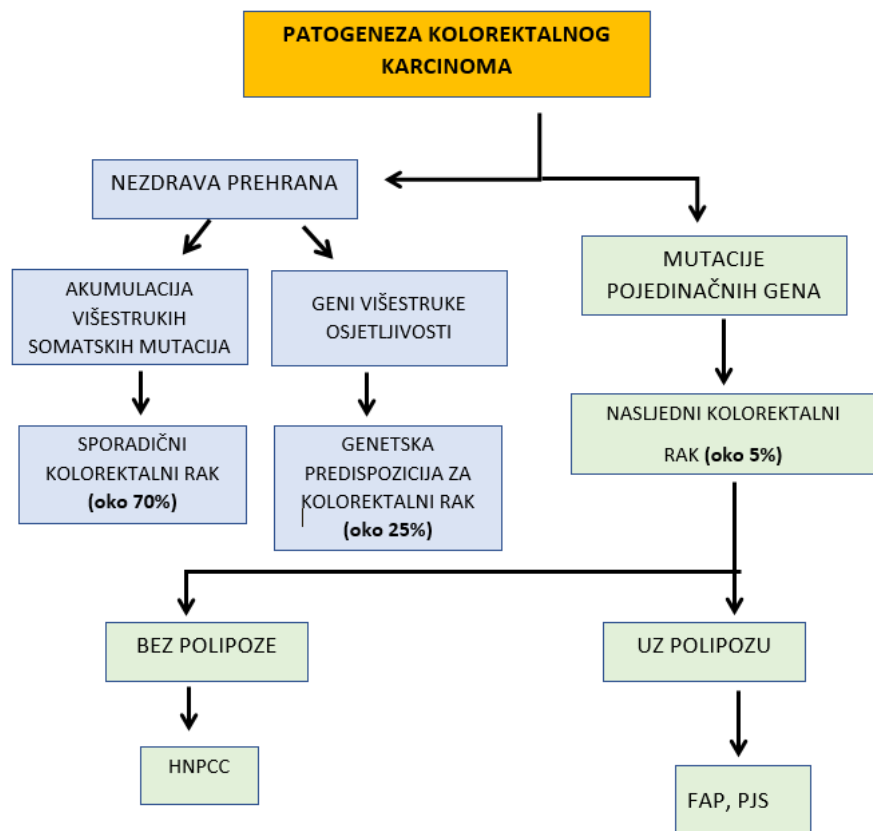 PATOGENEZA KOLOREKTALNOG
KARCINOMA
NEZDRAVA PREHRANA
AKUMULACIJA
VIŠESTRUKIH
SOMATSKIH MUTACIJA
GENI VIŠESTRUKE
OSJETLJIVOSTI
MUTACIJE
POJEDINAČNIH GENA
SPORADIČNI
KOLOREKTALNI RAK
(oko 70%)
GENETSKA
PREDISPOZICIJA ZA
KOLOREKTALNI RAK
(oko 25%)
NASLJEDNI KOLOREKTALNI
RAK (oko 5%)
BEZ POLIPOZE
UZ POLIPOZU
HNPCC
FAP, PJS